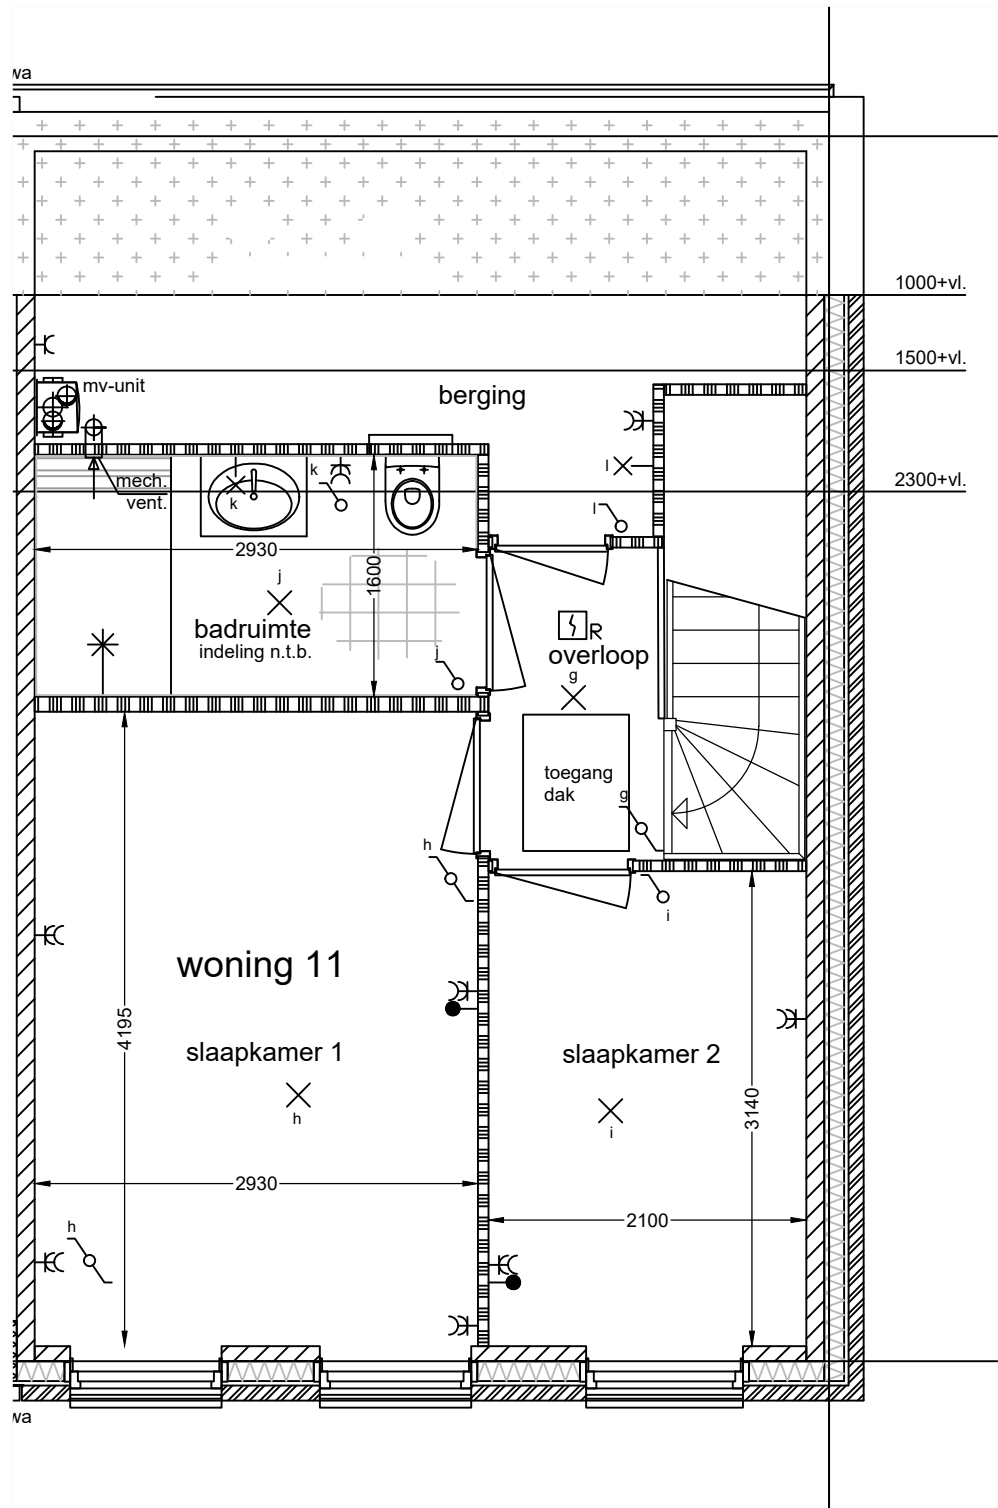 wa
1000+vl.
1500+vl.
mv-unit
berging
l
k
mech.
vent.
k
2300+vl.
l
2930
1600
j
badruimte
indeling n.t.b.
j
R
overloop
g
toegang
dak
g
h
i
woning 11
4195
slaapkamer 1
slaapkamer 2
h
i
3140
2930
2100
h
wa